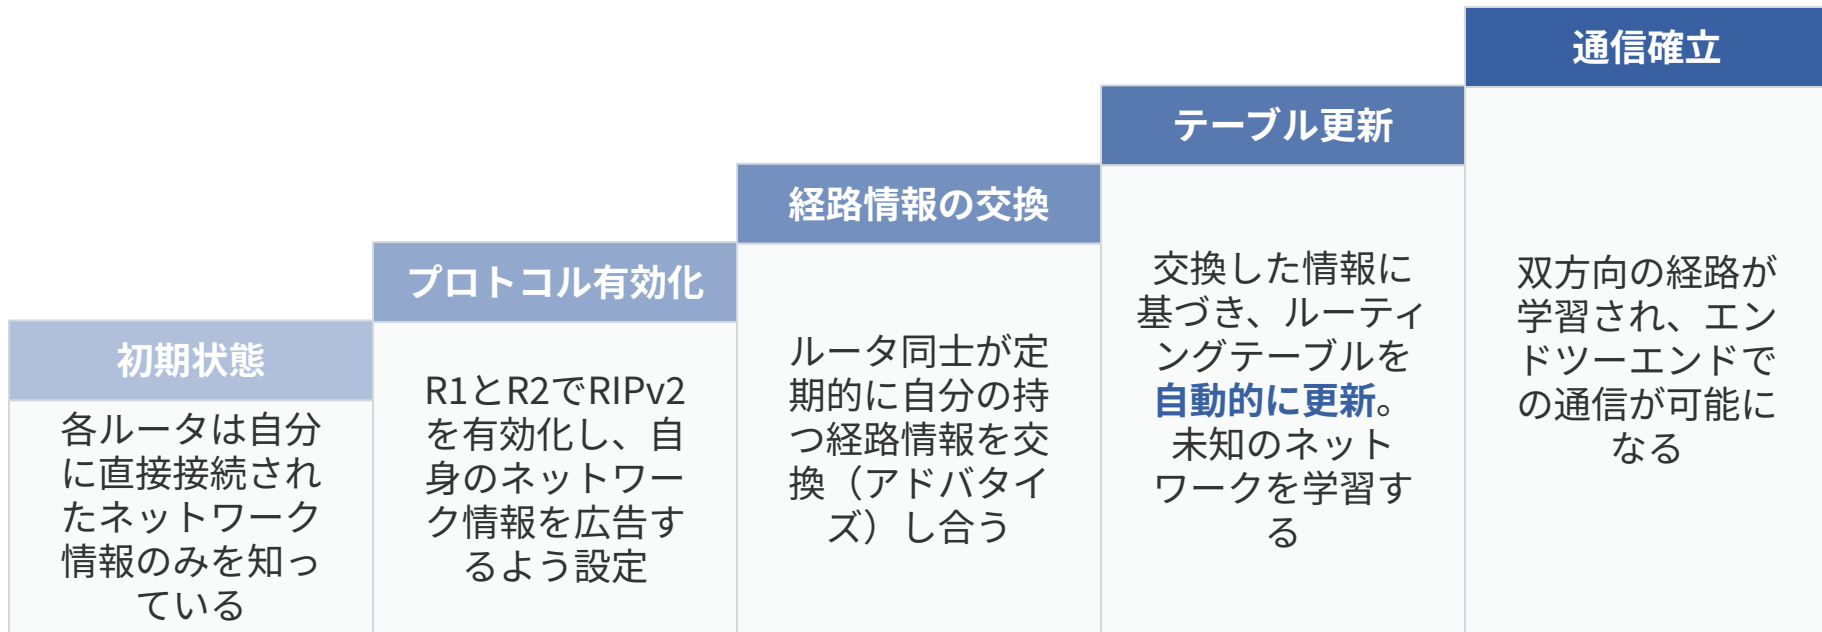 初期状態
各ルータは自分
に直接接続され
たネットワーク
情報のみを知っ
ている
プロトコル有効化
R1とR2でRIPv2
を有効化し、自
身のネットワー
ク情報を広告す
るよう設定
経路情報の交換
ルータ同士が定
期的に自分の持
つ経路情報を交
換（アドバタイ
ズ）し合う
テーブル更新
交換した情報に
基づき、ルーティ
ングテーブルを
自動的に更新。
未知のネット
ワークを学習す
る
通信確立
双方向の経路が
学習され、エン
ドツーエンドで
の通信が可能に
なる